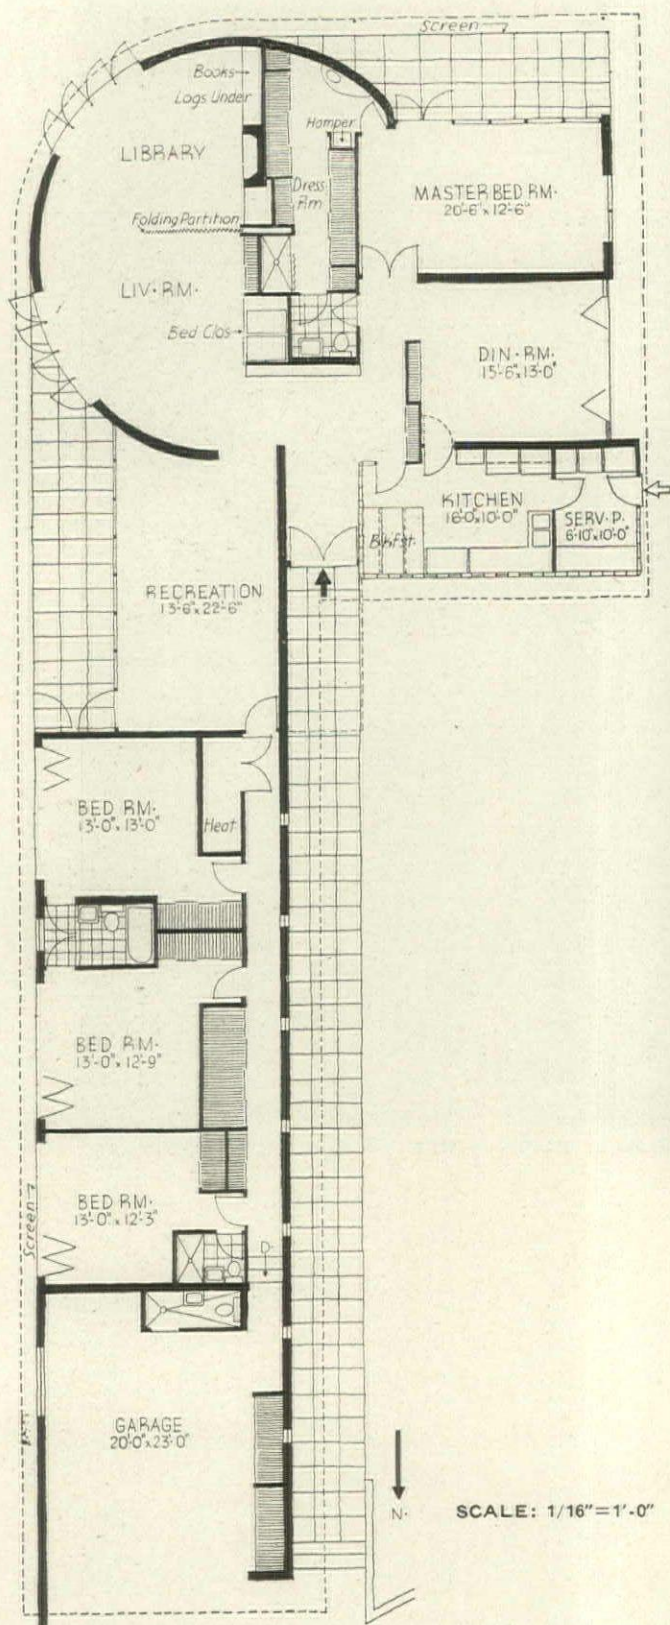 Screen
Books
Logs Under
Hamper
LIBRARY
MASTER BED RM·
20'-6" x 12'-6"
Dress
Rm
Folding Partition
LIV·RM·
Bed Clos
DIN·RM·
15'-6" x 13'-0"
KITCHEN
16'-0" x 10'-0"
SERV·P·
6'-10" x 10'-0"
Bkfst.
RECREATION
13'-6" x 22'-6"
BED RM·
13'-0" x 13'-0"
Heat
BED RM·
13'-0" x 12'-9"
BED RM·
13'-0" x 12'-3"
Screen
D·
GARAGE
20'-0" x 23'-0"
N·
SCALE: 1/16"=1'-0"